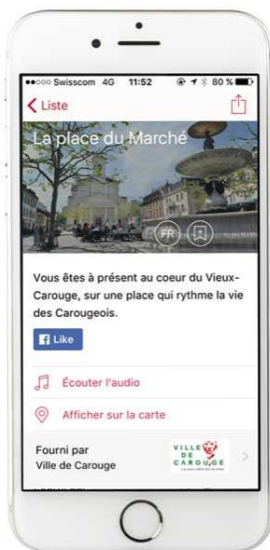 Swisscom 4G 11:52 80 %
Liste
La place du Marché
FR
Vous êtes à présent au coeur du Vieux-
Carouge, sur une place qui rythme la vie
des Carougeois.
f Like
Écouter l'audio
Afficher sur la carte
Fourni par
Ville de Carouge
VILLE
DE
CAROUGE